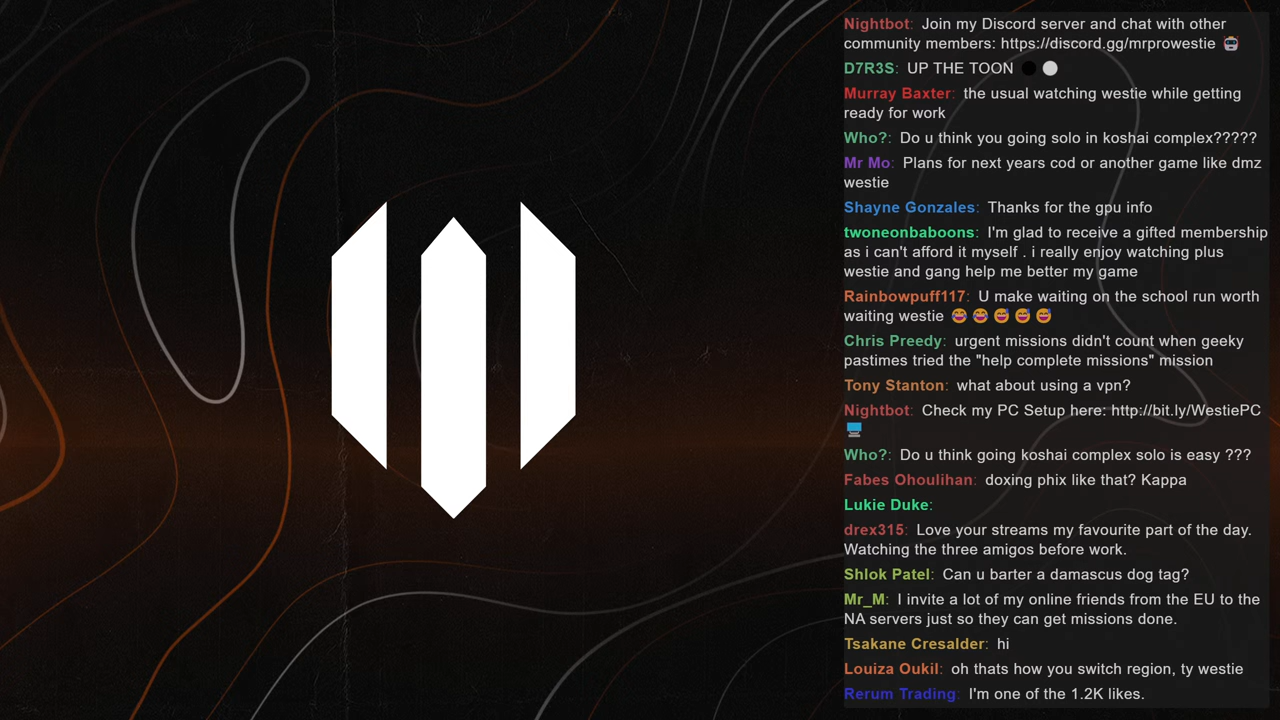 Nightbot: Join my Discord server and chat with other
community members: https://discord.gg/mrprowestie
D7R3S: UP THE TOON
Murray Baxter: the usual watching westie while getting
ready for work
Who?: Do u think you going solo in koshai complex?????
Mr Mo: Plans for next years cod or another game like dmz
westie
Shayne Gonzales: Thanks for the gpu info
twoneonbaboons: I'm glad to receive a gifted membership
as i can't afford it myself . i really enjoy watching plus
westie and gang help me better my game
Rainbowpuff117: U make waiting on the school run worth
waiting westie
Chris Preedy: urgent missions didn't count when geeky
pastimes tried the "help complete missions" mission
Tony Stanton: what about using a vpn?
Nightbot: Check my PC Setup here: http://bit.ly/WestiePC
Who?: Do u think going koshai complex solo is easy ???
Fabes Ohoulihan: doxing phix like that? Kappa
Lukie Duke:
drex315: Love your streams my favourite part of the day.
Watching the three amigos before work.
Shlok Patel: Can u barter a damascus dog tag?
Mr_M: I invite a lot of my online friends from the EU to the
NA servers just so they can get missions done.
Tsakane Cresalder: hi
Louiza Oukil: oh thats how you switch region, ty westie
Rerum Trading: I'm one of the 1.2K likes.